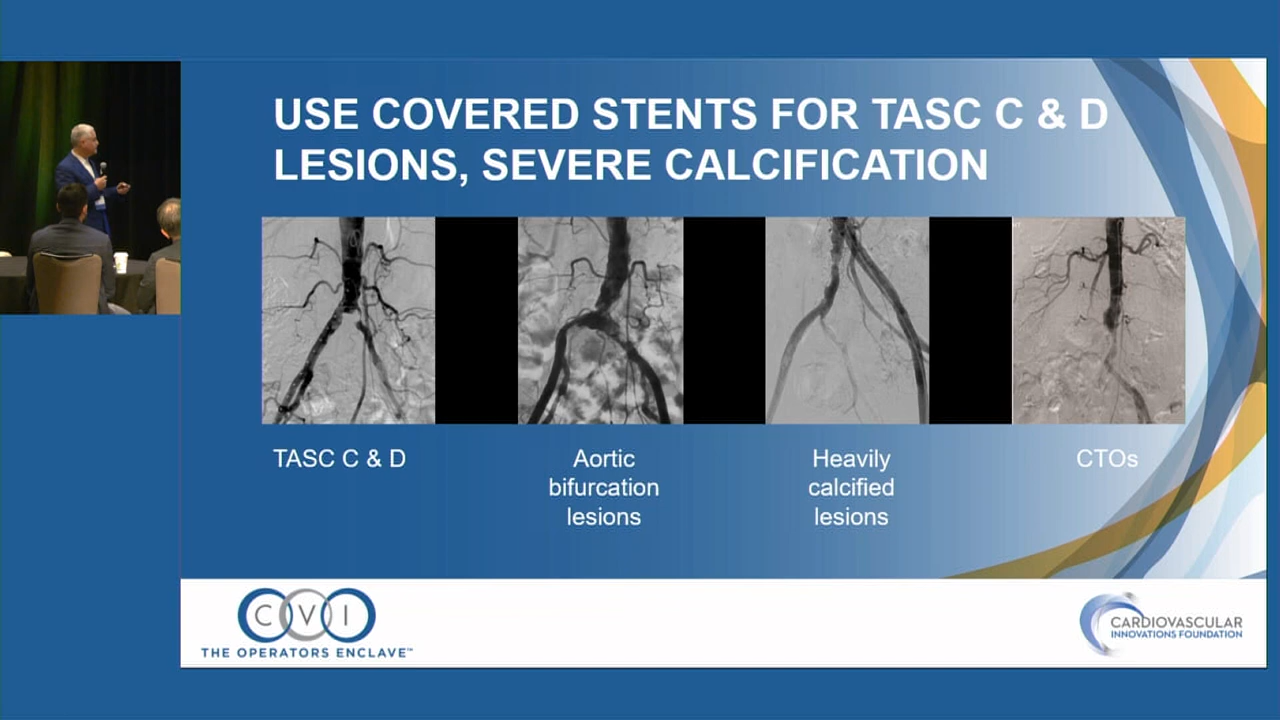 USE COVERED STENTS FOR TASC C & D
LESIONS, SEVERE CALCIFICATION
TASC C & D
Aortic
bifurcation
lesions
Heavily
calcified
lesions
CTOs
CVI
THE OPERATORS ENCLAVE™
CARDIOVASCULAR
INNOVATIONS FOUNDATION